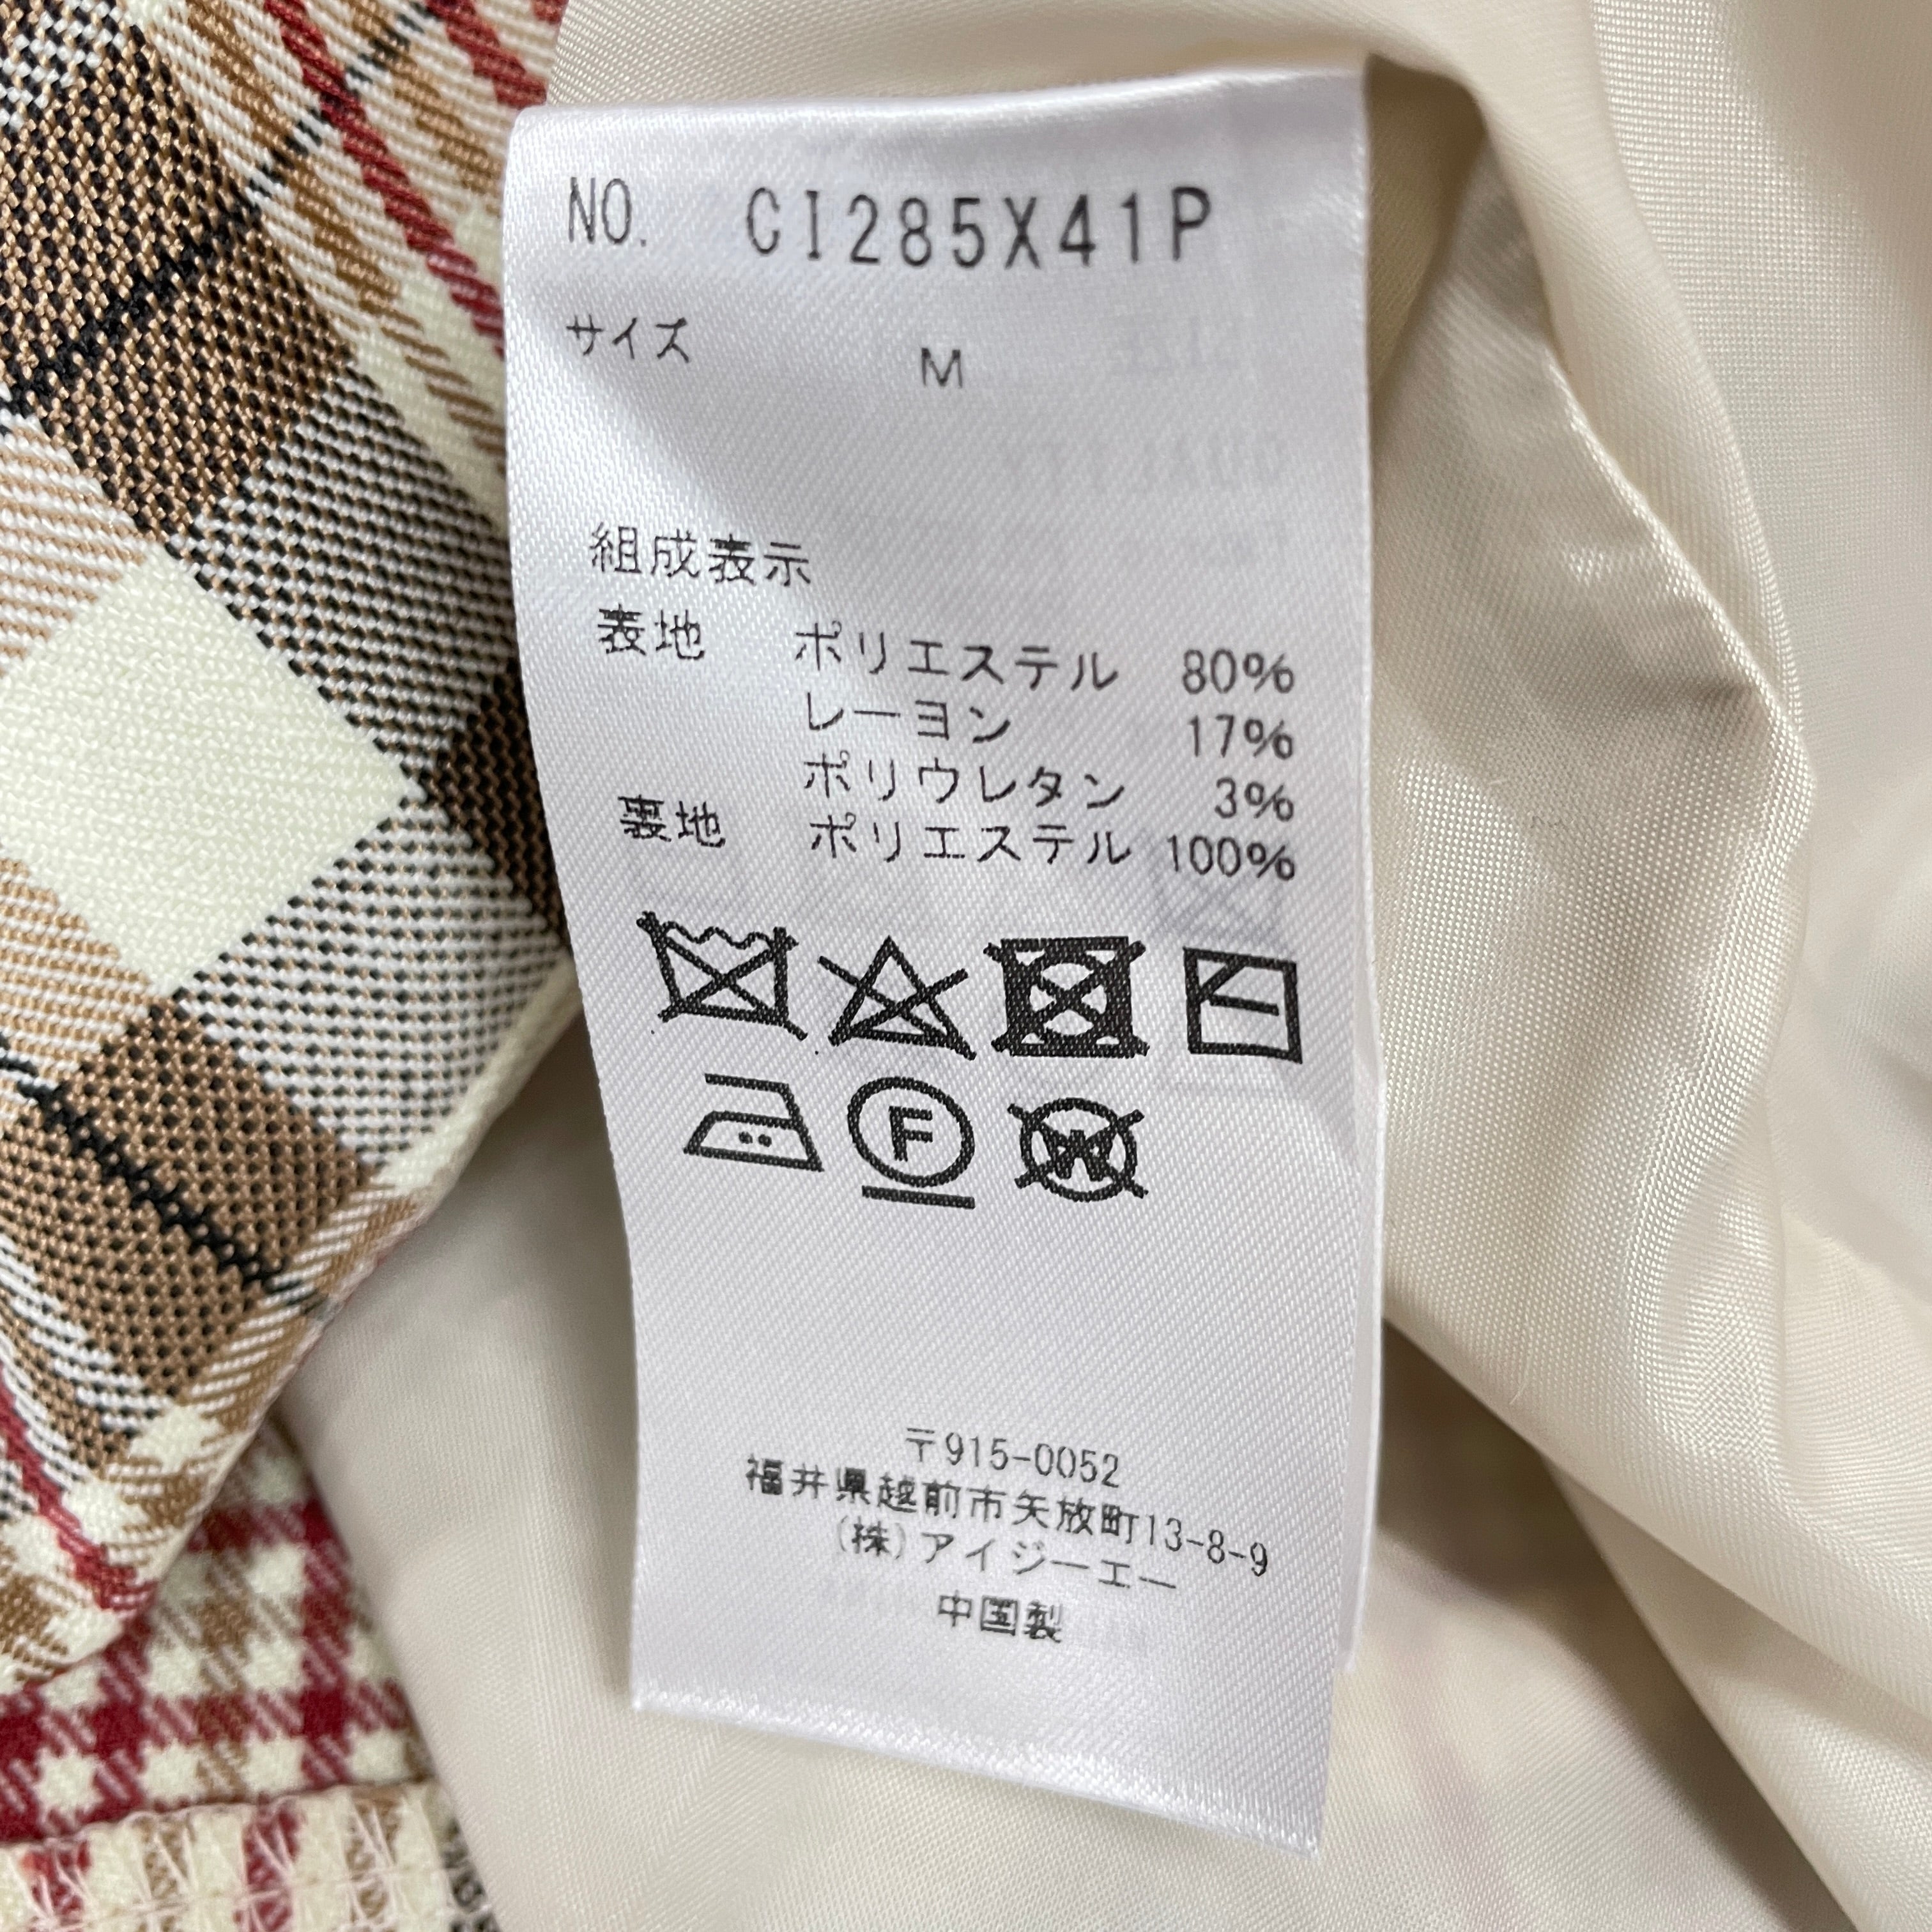 NO. CI285X41P
サイズ M
組成表示
表地 ポリエステル 80%
レーヨン 17%
ポリウレタン 3%
裏地 ポリエステル 100%
F
W
〒915-0052
福井県越前市矢放町13-8-9
(株)アイジーエー
中国製